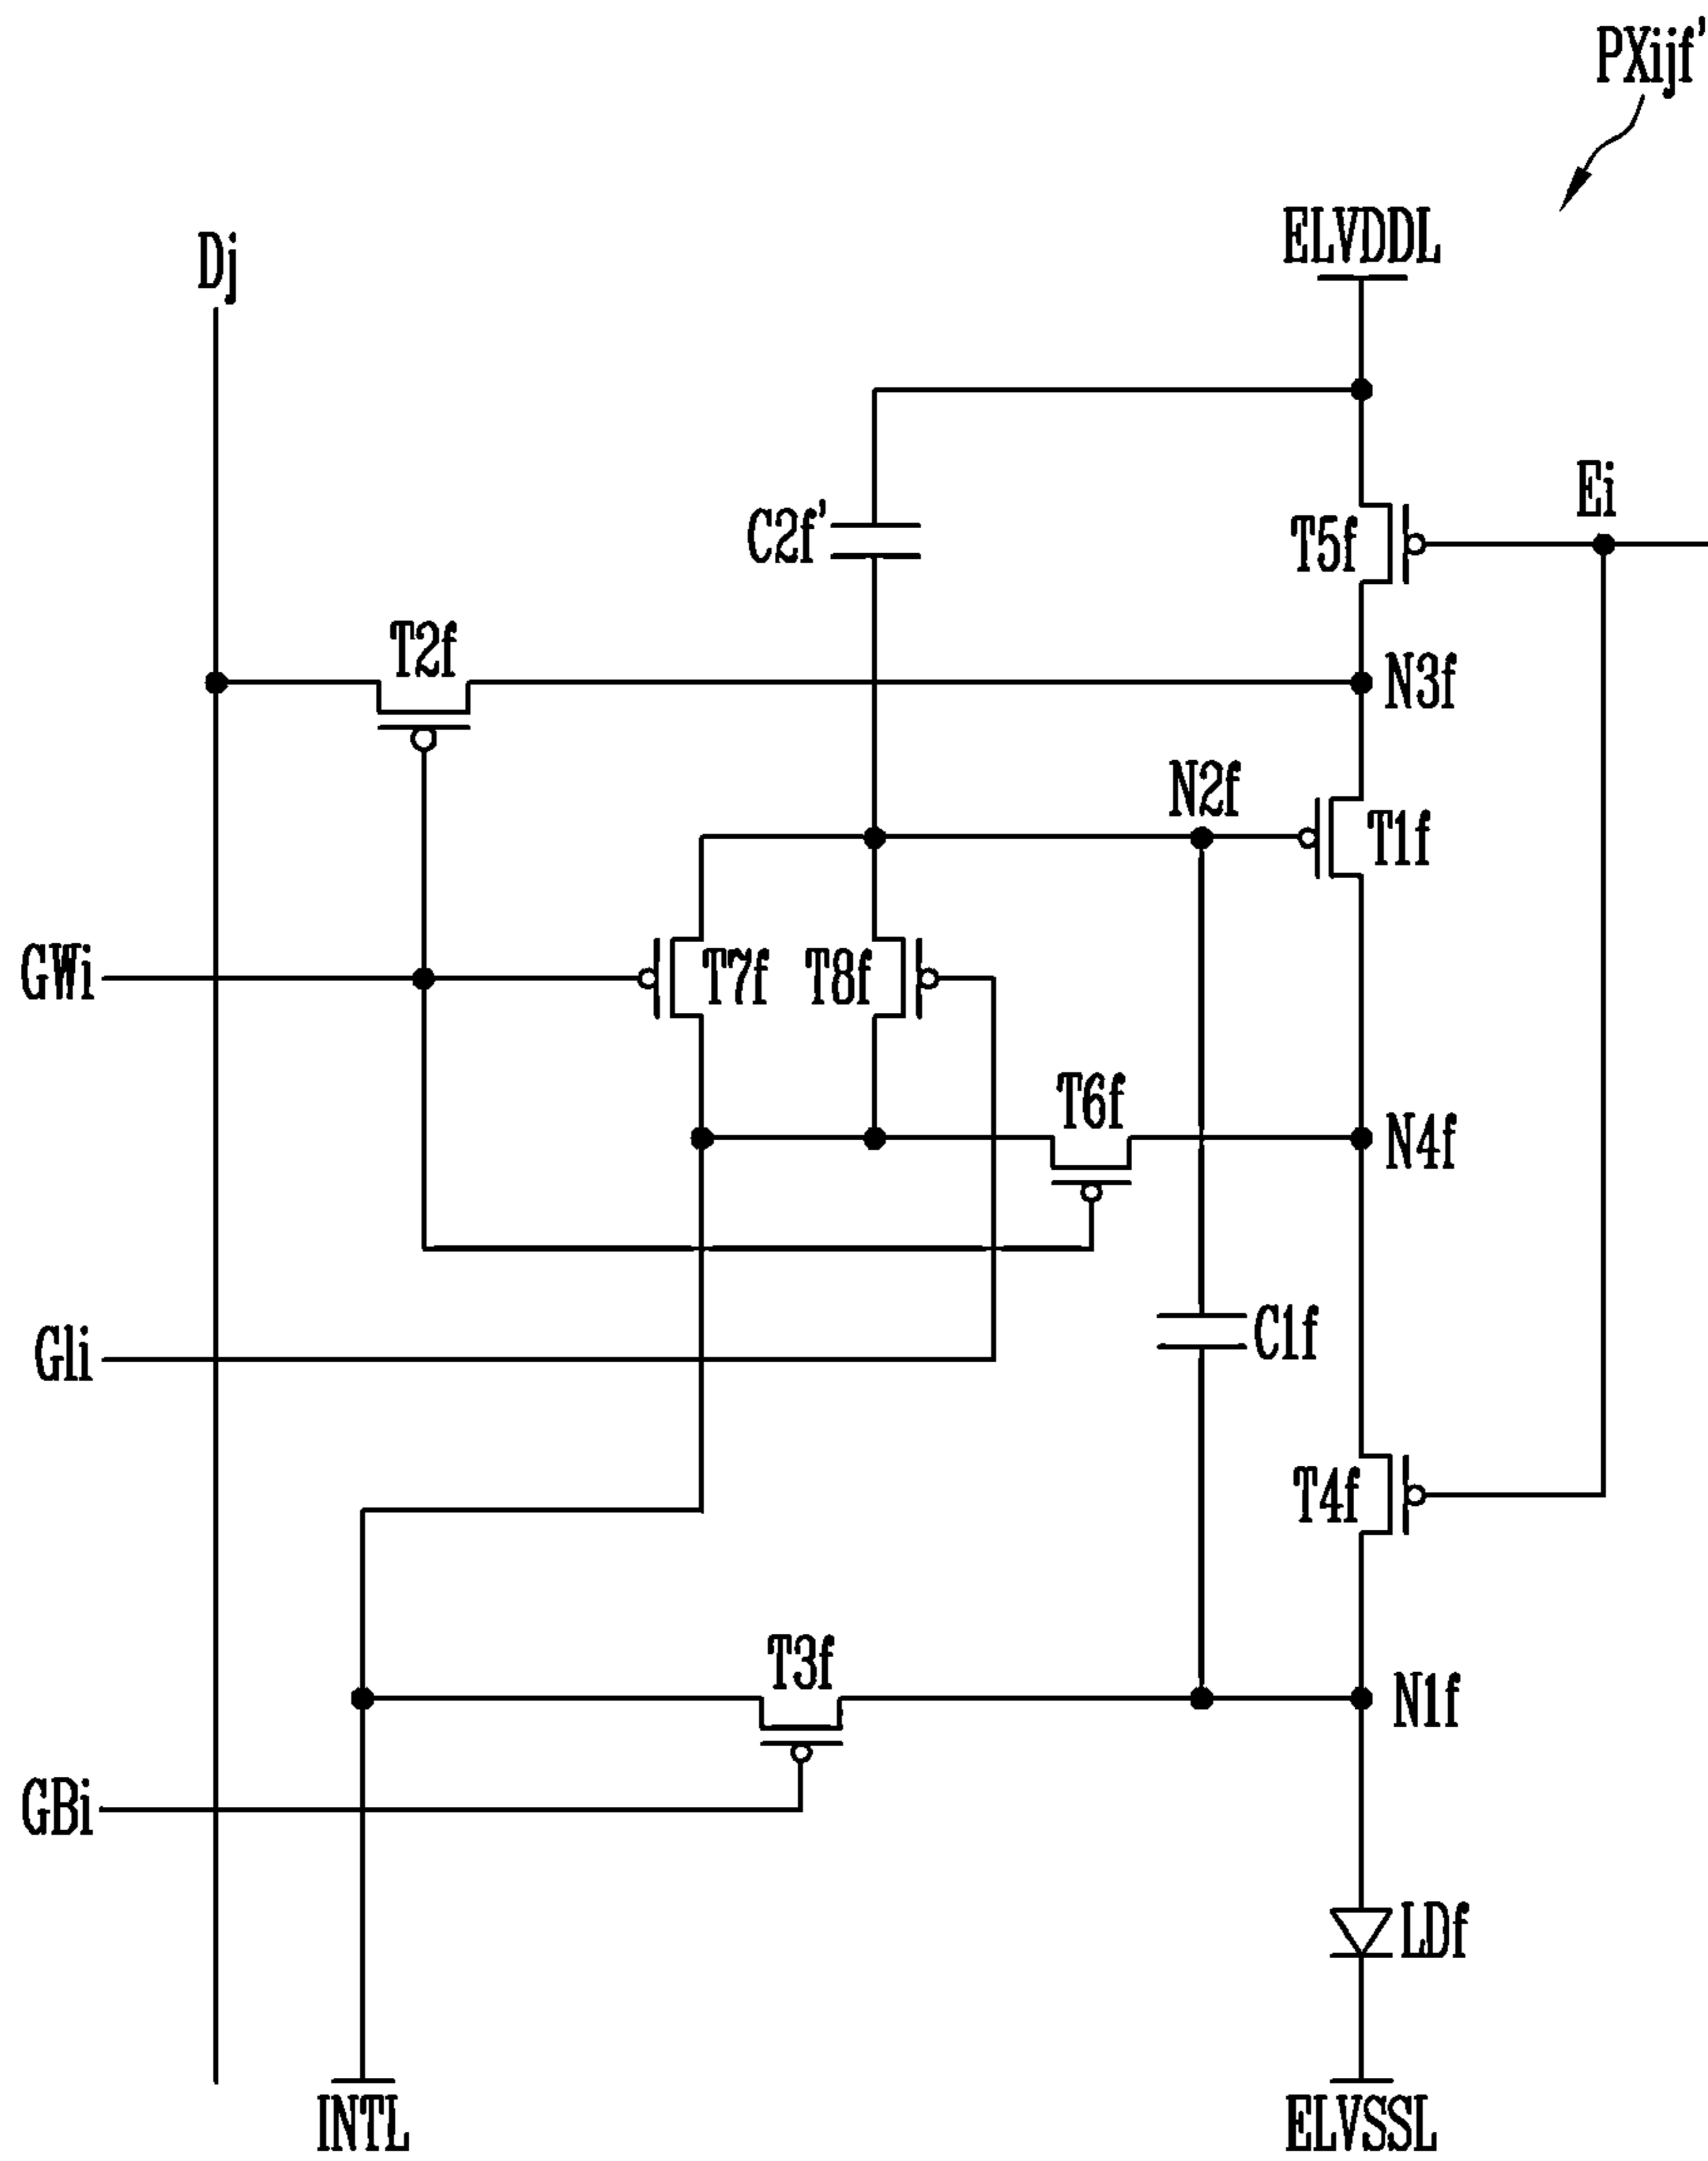 PXijf'
ELVDDL
Dj
Ei
C2f'
T5f
T2f
N3f
N2f
T1f
GWi
T7f
T8f
T6f
N4f
C1f
Gli
T4f
T3f
N1f
GBi
LDf
INTL
ELVSSL